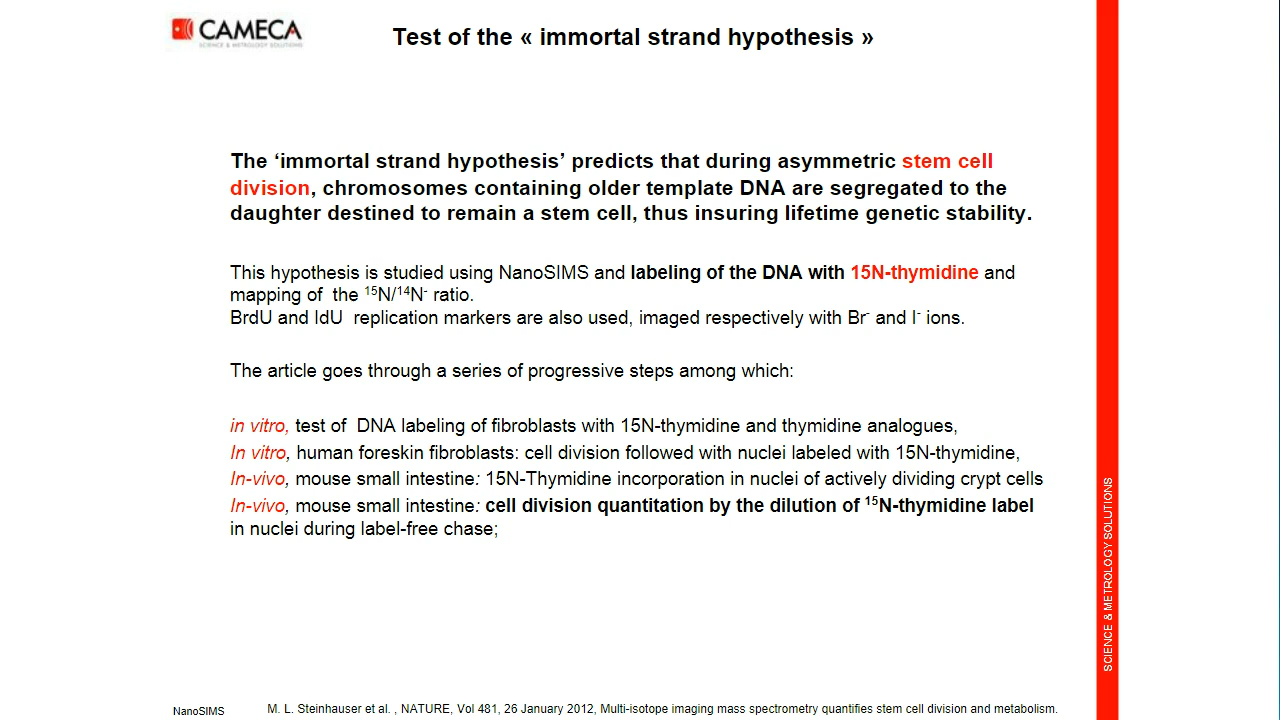 CAMECA
SCIENCE & METROLOGY SOLUTIONS
Test of the « immortal strand hypothesis »
The ‘immortal strand hypothesis’ predicts that during asymmetric stem cell
division, chromosomes containing older template DNA are segregated to the
daughter destined to remain a stem cell, thus insuring lifetime genetic stability.
This hypothesis is studied using NanoSIMS and labeling of the DNA with 15N-thymidine and
mapping of the ¹⁵N/¹⁴N⁻ ratio.
BrdU and IdU replication markers are also used, imaged respectively with Br⁻ and I⁻ ions.
The article goes through a series of progressive steps among which:
in vitro, test of DNA labeling of fibroblasts with 15N-thymidine and thymidine analogues,
In vitro, human foreskin fibroblasts: cell division followed with nuclei labeled with 15N-thymidine,
In-vivo, mouse small intestine: 15N-Thymidine incorporation in nuclei of actively dividing crypt cells
In-vivo, mouse small intestine: cell division quantitation by the dilution of ¹⁵N-thymidine label
in nuclei during label-free chase;
SCIENCE & METROLOGY SOLUTIONS
NanoSIMS
M. L. Steinhauser et al. , NATURE, Vol 481, 26 January 2012, Multi-isotope imaging mass spectrometry quantifies stem cell division and metabolism.